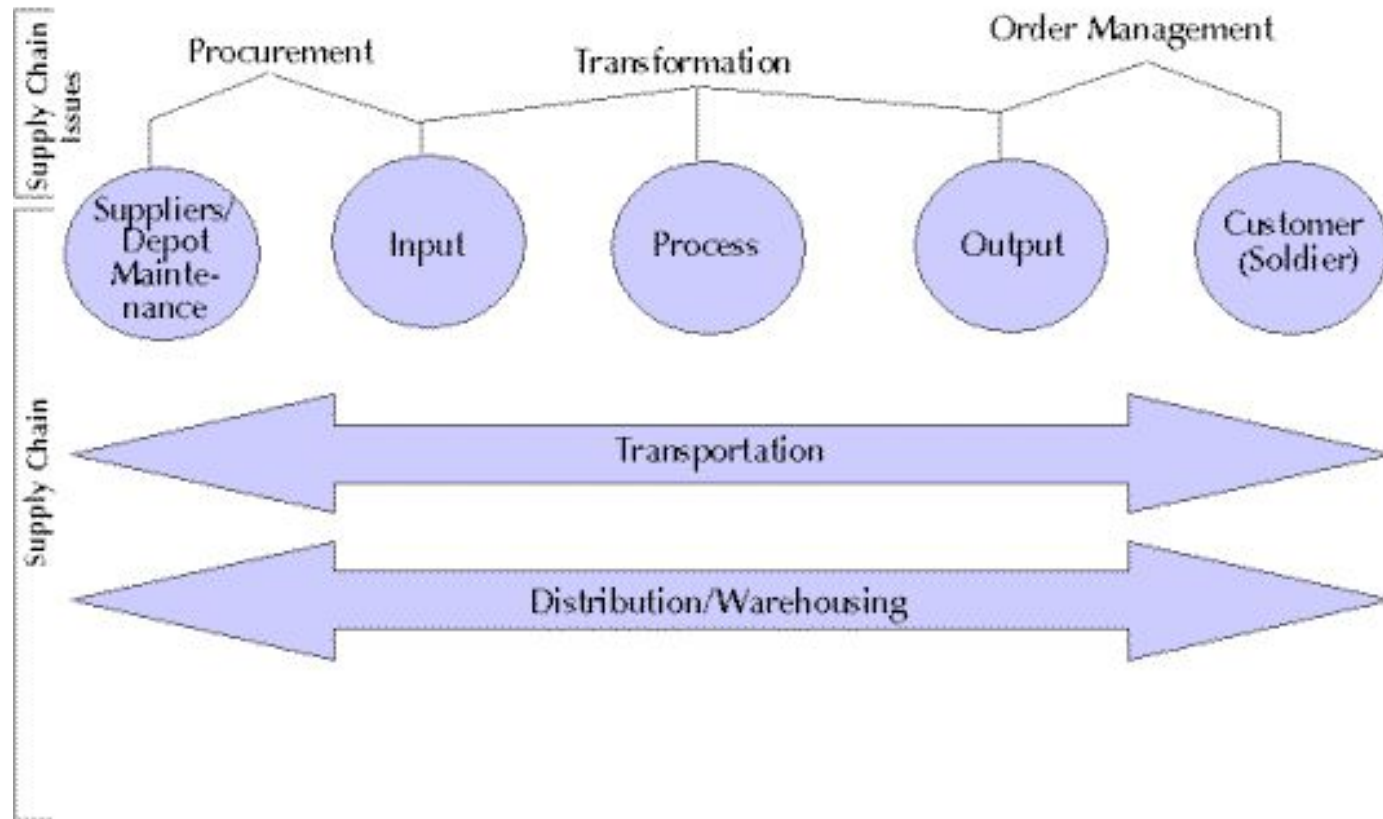 Supply Chain
Issues
Procurement
Transformation
Order Management
Suppliers/
Depot
Mainte-
nance
Input
Process
Output
Customer
(Soldier)
Supply Chain
Transportation
Distribution/Warehousing